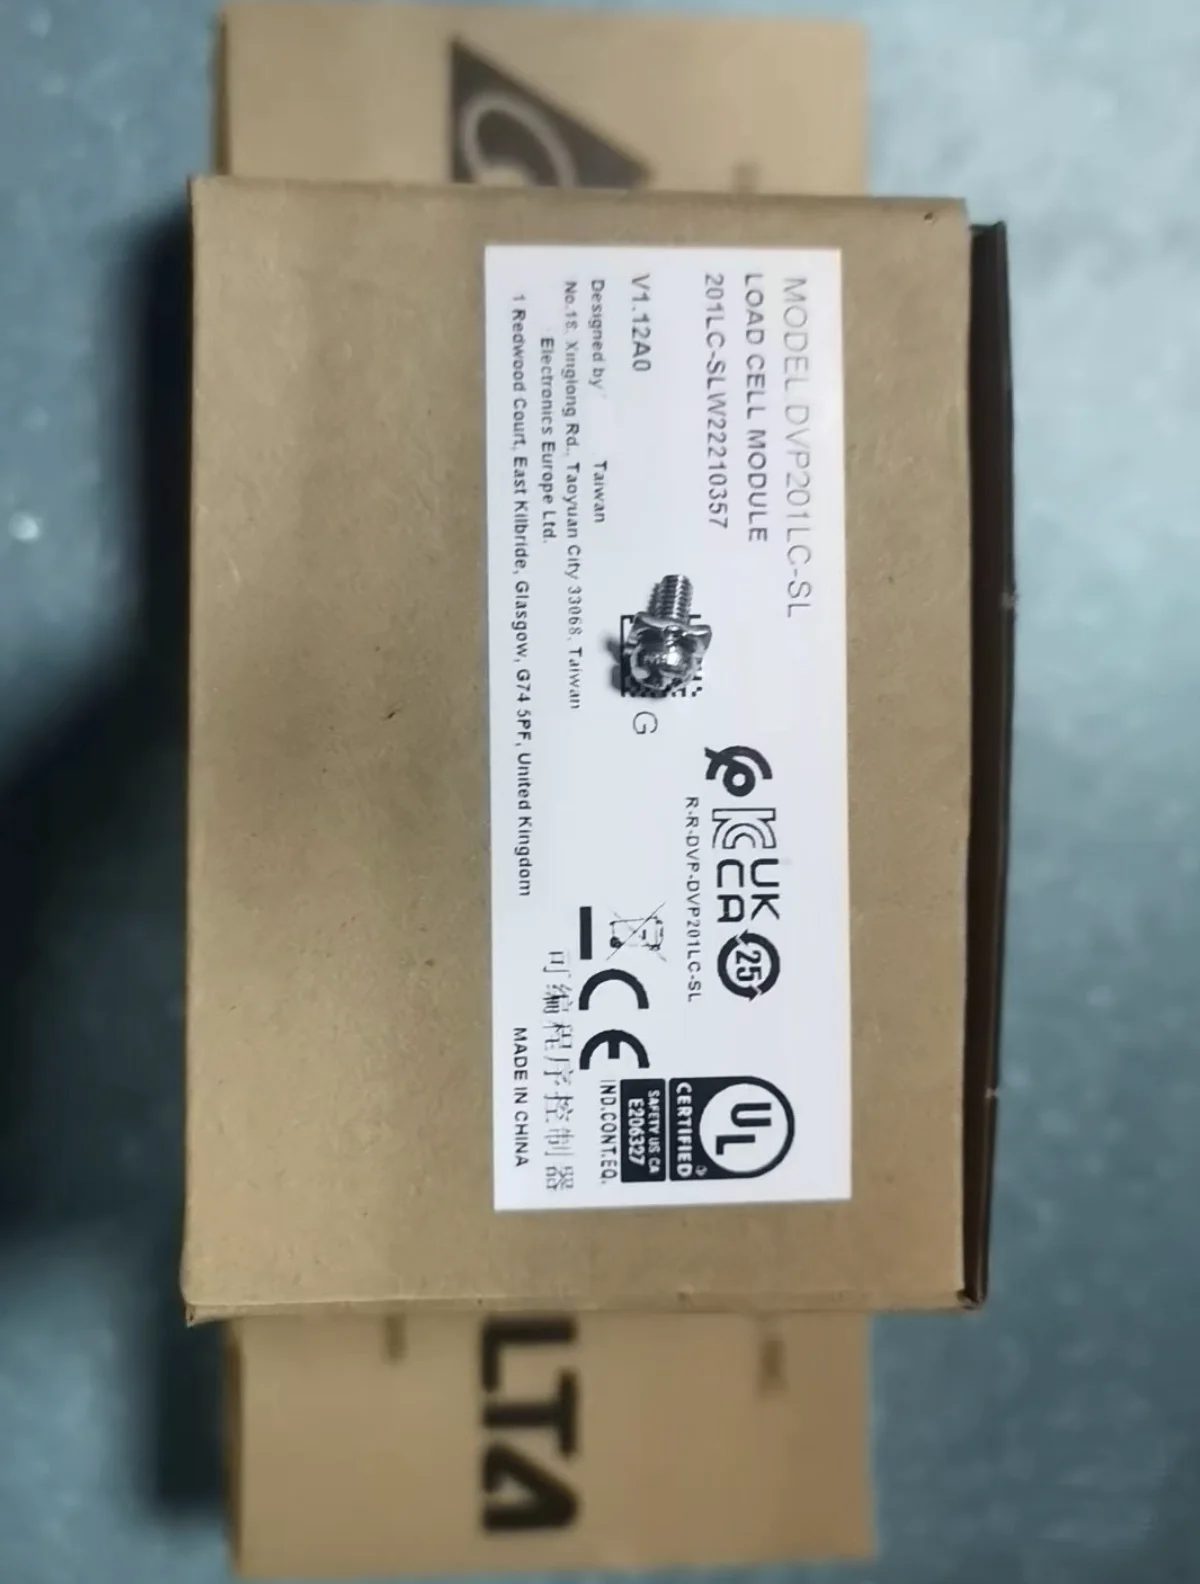 MODEL DVP201LC-SL
LOAD CELL MODULE
201LC-SLW22210357
V1.12A0
G
Designed by Taiwan
No.18, Xinglong Rd., Taoyuan City 33068, Taiwan
Electronics Europe Ltd.
1 Redwood Court, East Kilbride, Glasgow, G74 5PF, United Kingdom
UK
CA
25
R-R-DVP-DVP201LC-SL
CE
UL
CERTIFIED
SAFETY US CA
E206327
IND.CONT.EQ.
可编程序控制器
MADE IN CHINA
LTA